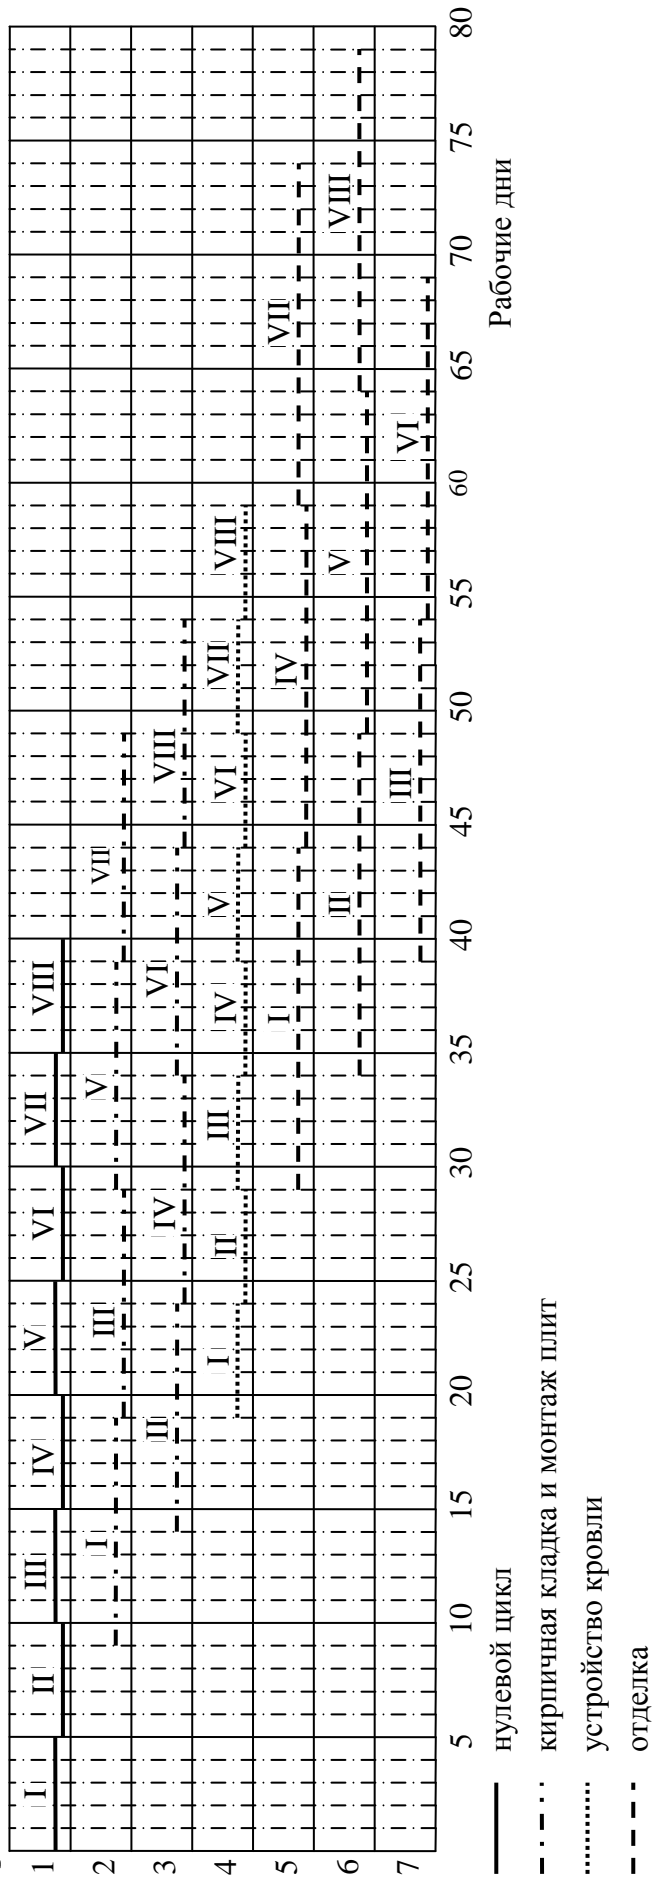 1 I II III IV V VI VII VIII
2 I III V VII
3 II IV VI VIII
4 I II III IV V VI VII VIII
5 I IV VII
6 II V VIII
7 III VI
5 10 15 20 25 30 35 40 45 50 55 60 65 70 75 80
Рабочие дни
нулевой цикл
кирпичная кладка и монтаж плит
устройство кровли
отделка